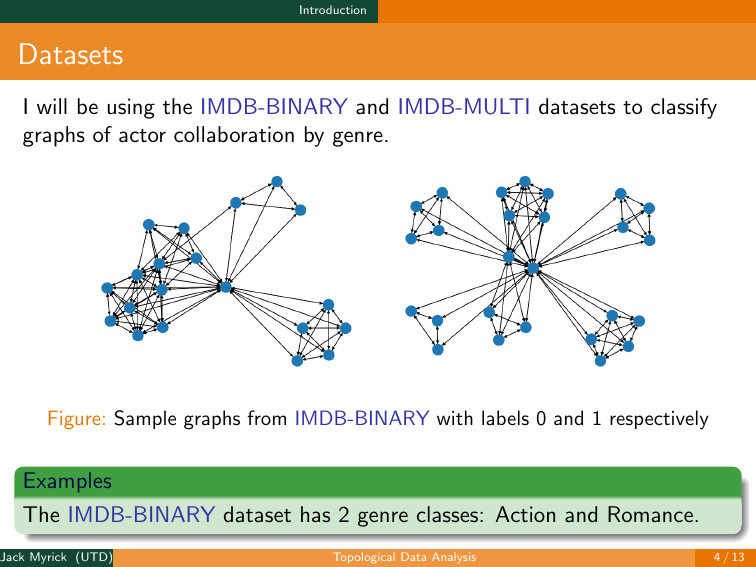 Introduction
Datasets
I will be using the IMDB-BINARY and IMDB-MULTI datasets to classify
graphs of actor collaboration by genre.
Figure: Sample graphs from IMDB-BINARY with labels 0 and 1 respectively
Examples
The IMDB-BINARY dataset has 2 genre classes: Action and Romance.
Jack Myrick (UTD) Topological Data Analysis 4 / 13